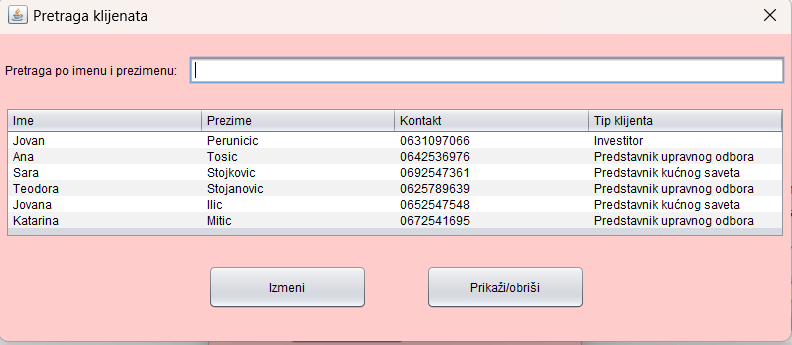 Pretraga klijenata
Pretraga po imenu i prezimenu:
Ime Prezime Kontakt Tip klijenta
Jovan Perunicic 0631097066 Investitor
Ana Tosic 0642536976 Predstavnik upravnog odbora
Sara Stojkovic 0692547361 Predstavnik kućnog saveta
Teodora Stojanovic 0625789639 Predstavnik upravnog odbora
Jovana Ilic 0652547548 Predstavnik kućnog saveta
Katarina Mitic 0672541695 Predstavnik upravnog odbora
Izmeni Prikaži/obriši